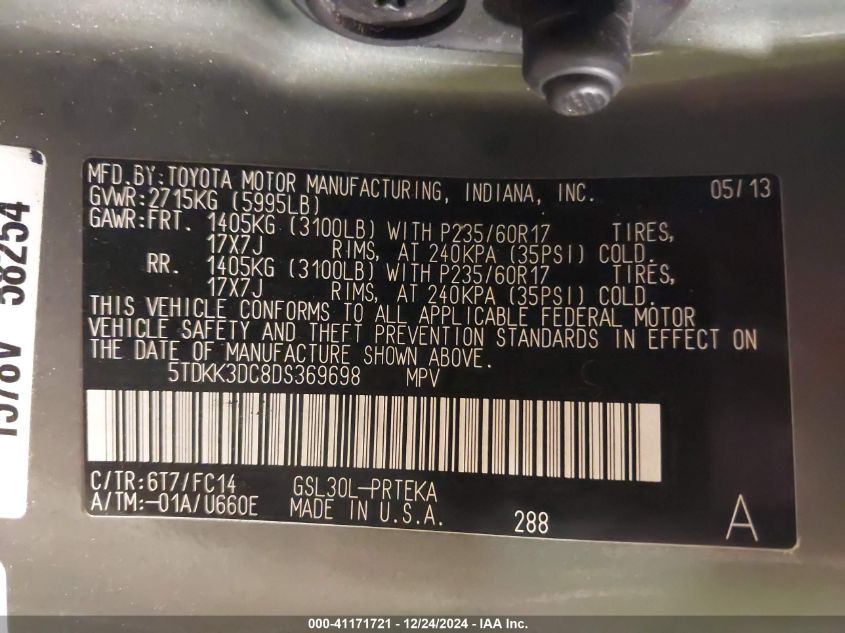 MFD.BY:TOYOTA MOTOR MANUFACTURING, INDIANA, INC. 05/13
GVWR:2715KG (5995LB)
GAWR:FRT. 1405KG (3100LB) WITH P235/60R17 TIRES,
17X7J RIMS, AT 240KPA (35PSI) COLD.
RR. 1405KG (3100LB) WITH P235/60R17 TIRES,
17X7J RIMS, AT 240KPA (35PSI) COLD.
THIS VEHICLE CONFORMS TO ALL APPLICABLE FEDERAL MOTOR
VEHICLE SAFETY AND THEFT PREVENTION STANDARDS IN EFFECT ON
THE DATE OF MANUFACTURE SHOWN ABOVE.
5TDKK3DC8DS369698 MPV
C/TR:6T7/FC14 GSL30L-PRTEKA
A/TM:-01A/U660E MADE IN U.S.A. 288 A
58254
000-41171721 • 12/24/2024 - IAA Inc.